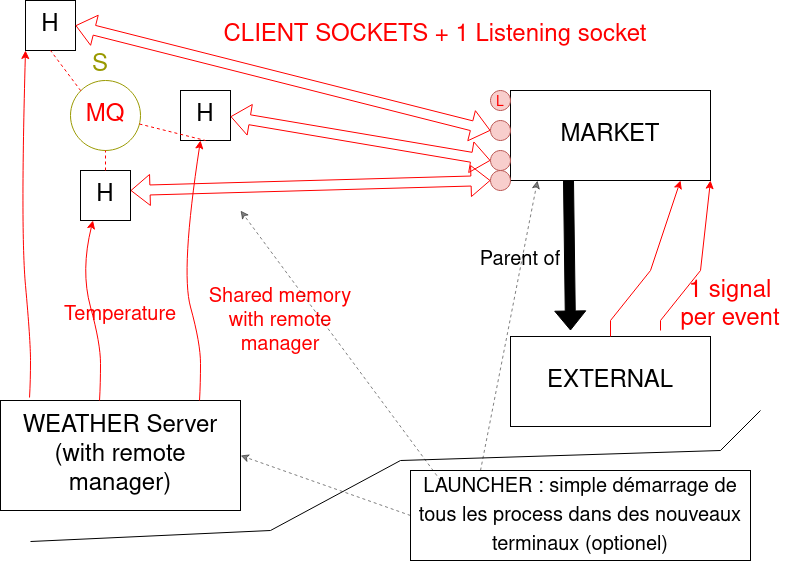 H
CLIENT SOCKETS + 1 Listening socket
S
MQ
H
L
MARKET
H
Parent of
Temperature
Shared memory
with remote
manager
1 signal
per event
EXTERNAL
WEATHER Server
(with remote
manager)
LAUNCHER : simple démarrage de
tous les process dans des nouveaux
terminaux (optionel)